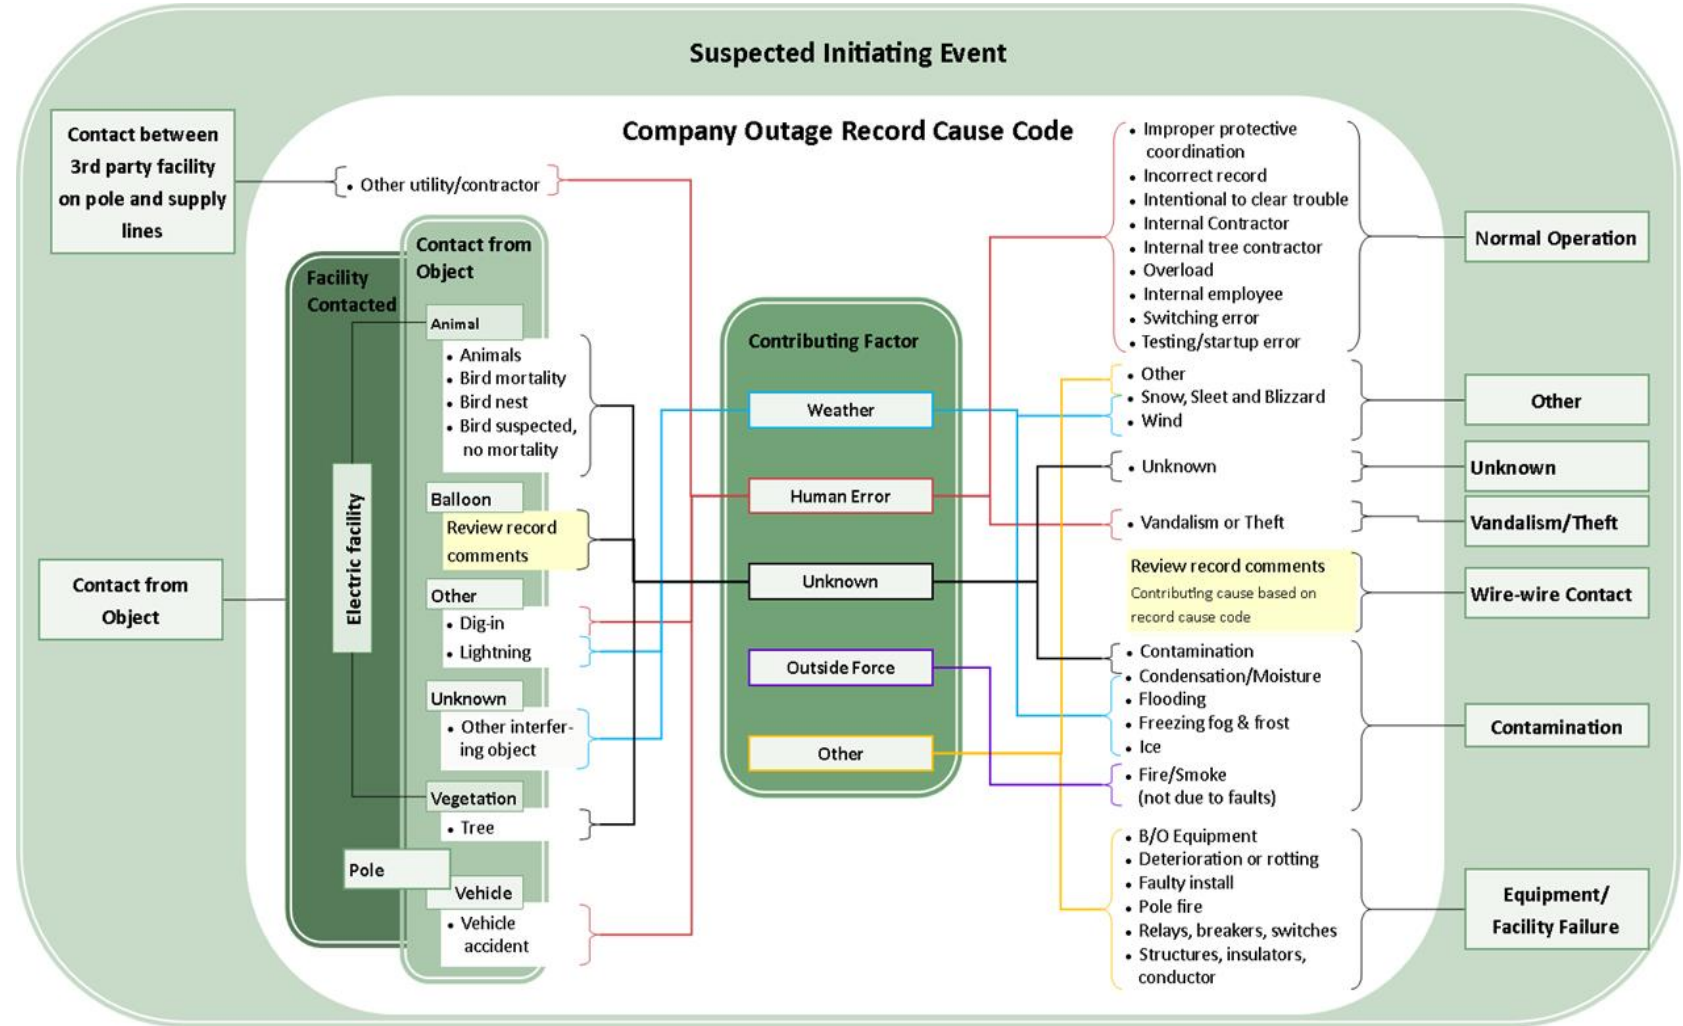 Suspected Initiating Event
Company Outage Record Cause Code
Contact between
3rd party facility
on pole and supply
lines
• Other utility/contractor
Facility
Contacted
Contact from
Object
Animal
• Animals
• Bird mortality
• Bird nest
• Bird suspected,
no mortality
Electric facility
Balloon
Review record
comments
Contact from
Object
Other
• Dig-in
• Lightning
Unknown
• Other interfer-
ing object
Vegetation
• Tree
Pole
Vehicle
• Vehicle
accident
Contributing Factor
Weather
Human Error
Unknown
Outside Force
Other
• Improper protective
coordination
• Incorrect record
• Intentional to clear trouble
• Internal Contractor
• Internal tree contractor
• Overload
• Internal employee
• Switching error
• Testing/startup error
Normal Operation
• Other
• Snow, Sleet and Blizzard
• Wind
Other
• Unknown
Unknown
• Vandalism or Theft
Vandalism/Theft
Review record comments
Contributing cause based on
record cause code
Wire-wire Contact
• Contamination
• Condensation/Moisture
• Flooding
• Freezing fog & frost
• Ice
• Fire/Smoke
(not due to faults)
Contamination
• B/O Equipment
• Deterioration or rotting
• Faulty install
• Pole fire
• Relays, breakers, switches
• Structures, insulators,
conductor
Equipment/
Facility Failure